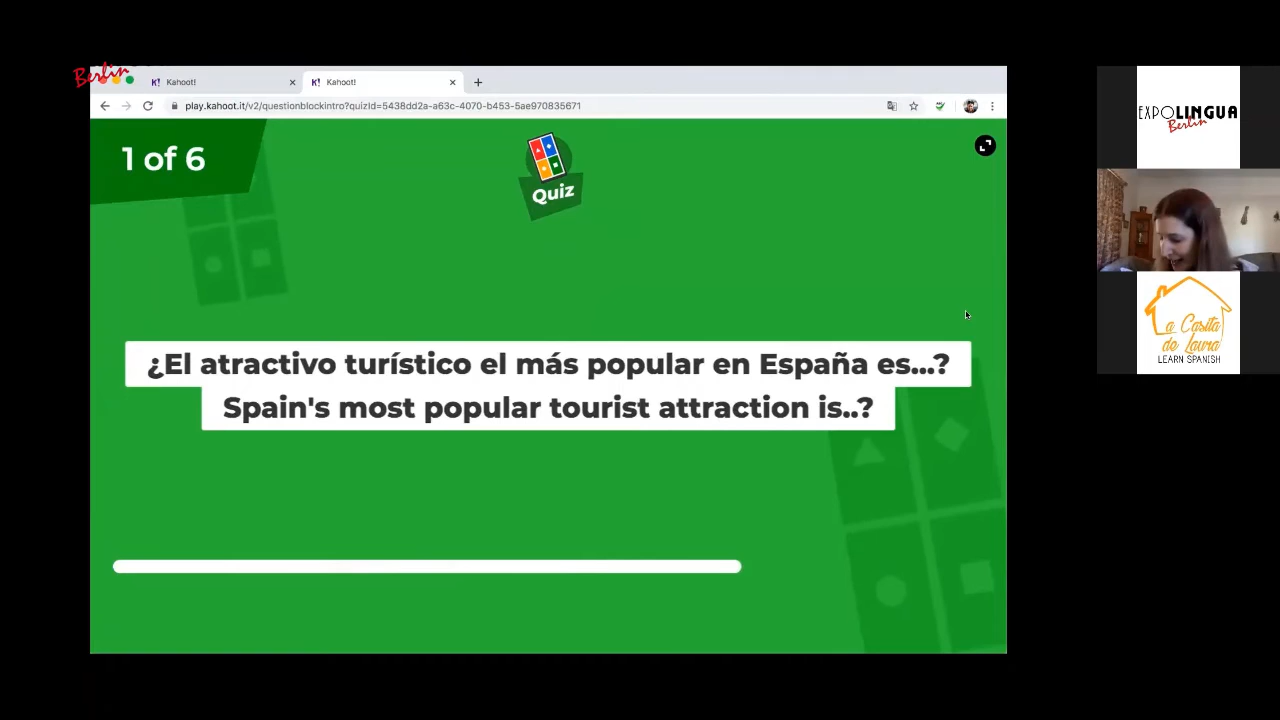 Berlin
Kahoot!
Kahoot!
play.kahoot.it/v2/questionblockintro?quizId=5438dd2a-a63c-4070-b453-5ae970835671
1 of 6
Quiz
¿El atractivo turístico el más popular en España es...?
Spain's most popular tourist attraction is..?
EXPOLINGUA
Berlin
La Casita
de Laura
LEARN SPANISH